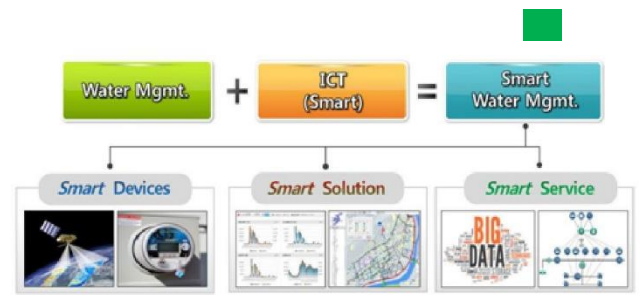 Water Mgmt.
+
ICT
(Smart)
=
Smart
Water Mgmt.
Smart Devices
Smart Solution
Smart Service
BIG
DATA